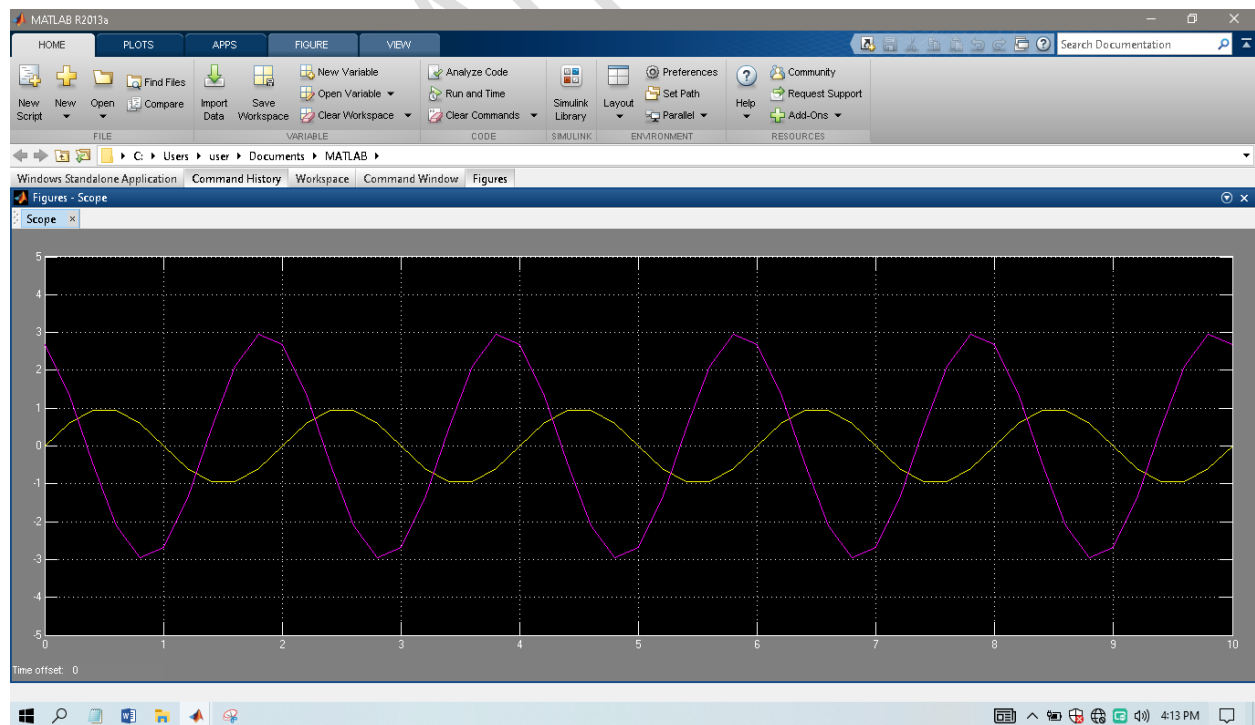 MATLAB R2013a
HOME PLOTS APPS FIGURE VIEW Search Documentation
New Script New Open Find Files Compare Import Data Save Workspace New Variable Open Variable Clear Workspace Analyze Code Run and Time Clear Commands Simulink Library Layout Preferences Set Path Parallel Help Community Request Support Add-Ons
FILE VARIABLE CODE SIMULINK ENVIRONMENT RESOURCES
C: Users user Documents MATLAB
Windows Standalone Application Command History Workspace Command Window Figures
Figures - Scope
Scope ×
5
4
3
2
1
0
-1
-2
-3
-4
-5
0 1 2 3 4 5 6 7 8 9 10
Time offset: 0
4:13 PM